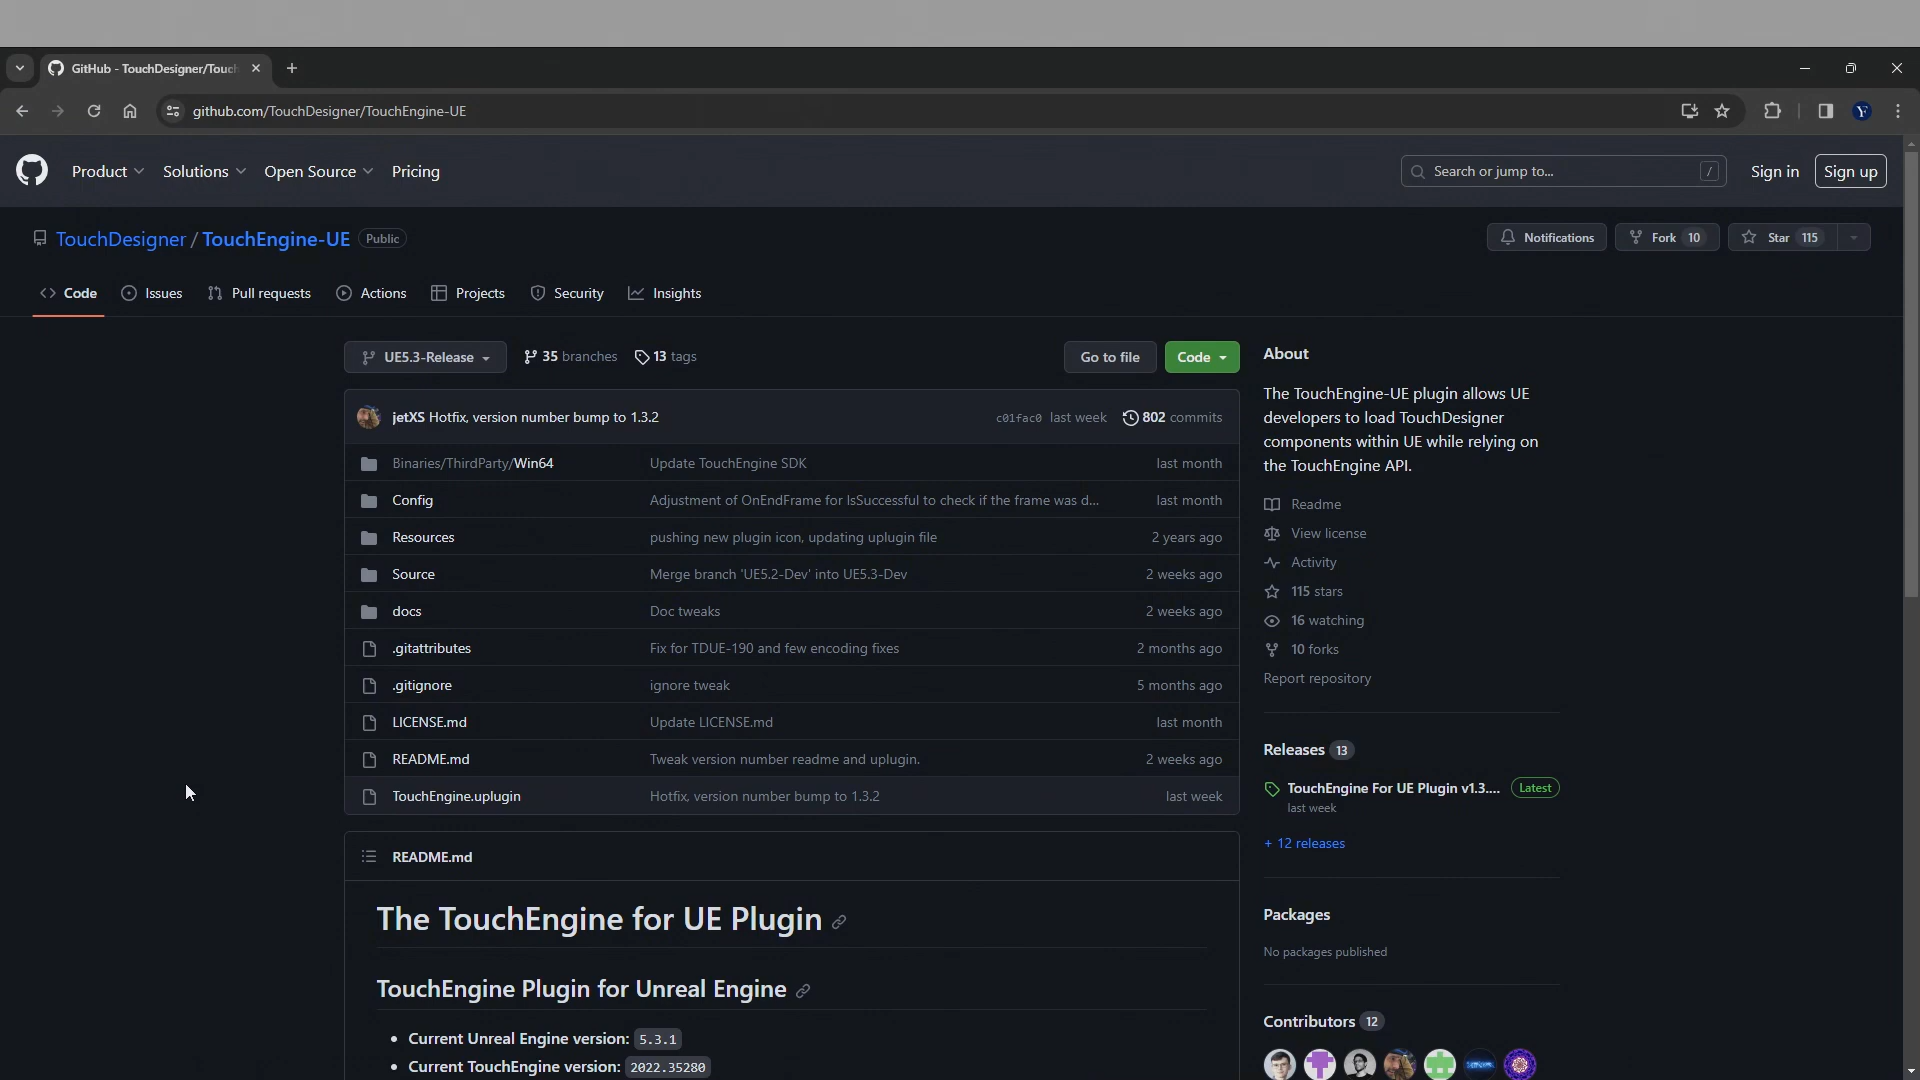 GitHub - TouchDesigner/Touch
github.com/TouchDesigner/TouchEngine-UE
Y
Product Solutions Open Source Pricing
Search or jump to... /
Sign in Sign up
TouchDesigner / TouchEngine-UE Public
Notifications Fork 10 Star 115
Code Issues Pull requests Actions Projects Security Insights
UE5.3-Release 35 branches 13 tags Go to file Code
jetXS Hotfix, version number bump to 1.3.2 c01fac0 last week 802 commits
Binaries/ThirdParty/Win64 Update TouchEngine SDK last month
Config Adjustment of OnEndFrame for IsSuccessful to check if the frame was d... last month
Resources pushing new plugin icon, updating uplugin file 2 years ago
Source Merge branch 'UE5.2-Dev' into UE5.3-Dev 2 weeks ago
docs Doc tweaks 2 weeks ago
.gitattributes Fix for TDUE-190 and few encoding fixes 2 months ago
.gitignore ignore tweak 5 months ago
LICENSE.md Update LICENSE.md last month
README.md Tweak version number readme and uplugin. 2 weeks ago
TouchEngine.uplugin Hotfix, version number bump to 1.3.2 last week
README.md
The TouchEngine for UE Plugin
TouchEngine Plugin for Unreal Engine
• Current Unreal Engine version: 5.3.1
• Current TouchEngine version: 2022.35280
About
The TouchEngine-UE plugin allows UE
developers to load TouchDesigner
components within UE while relying on
the TouchEngine API.
Readme
View license
Activity
115 stars
16 watching
10 forks
Report repository
Releases 13
TouchEngine For UE Plugin v1.3.... Latest
last week
+ 12 releases
Packages
No packages published
Contributors 12